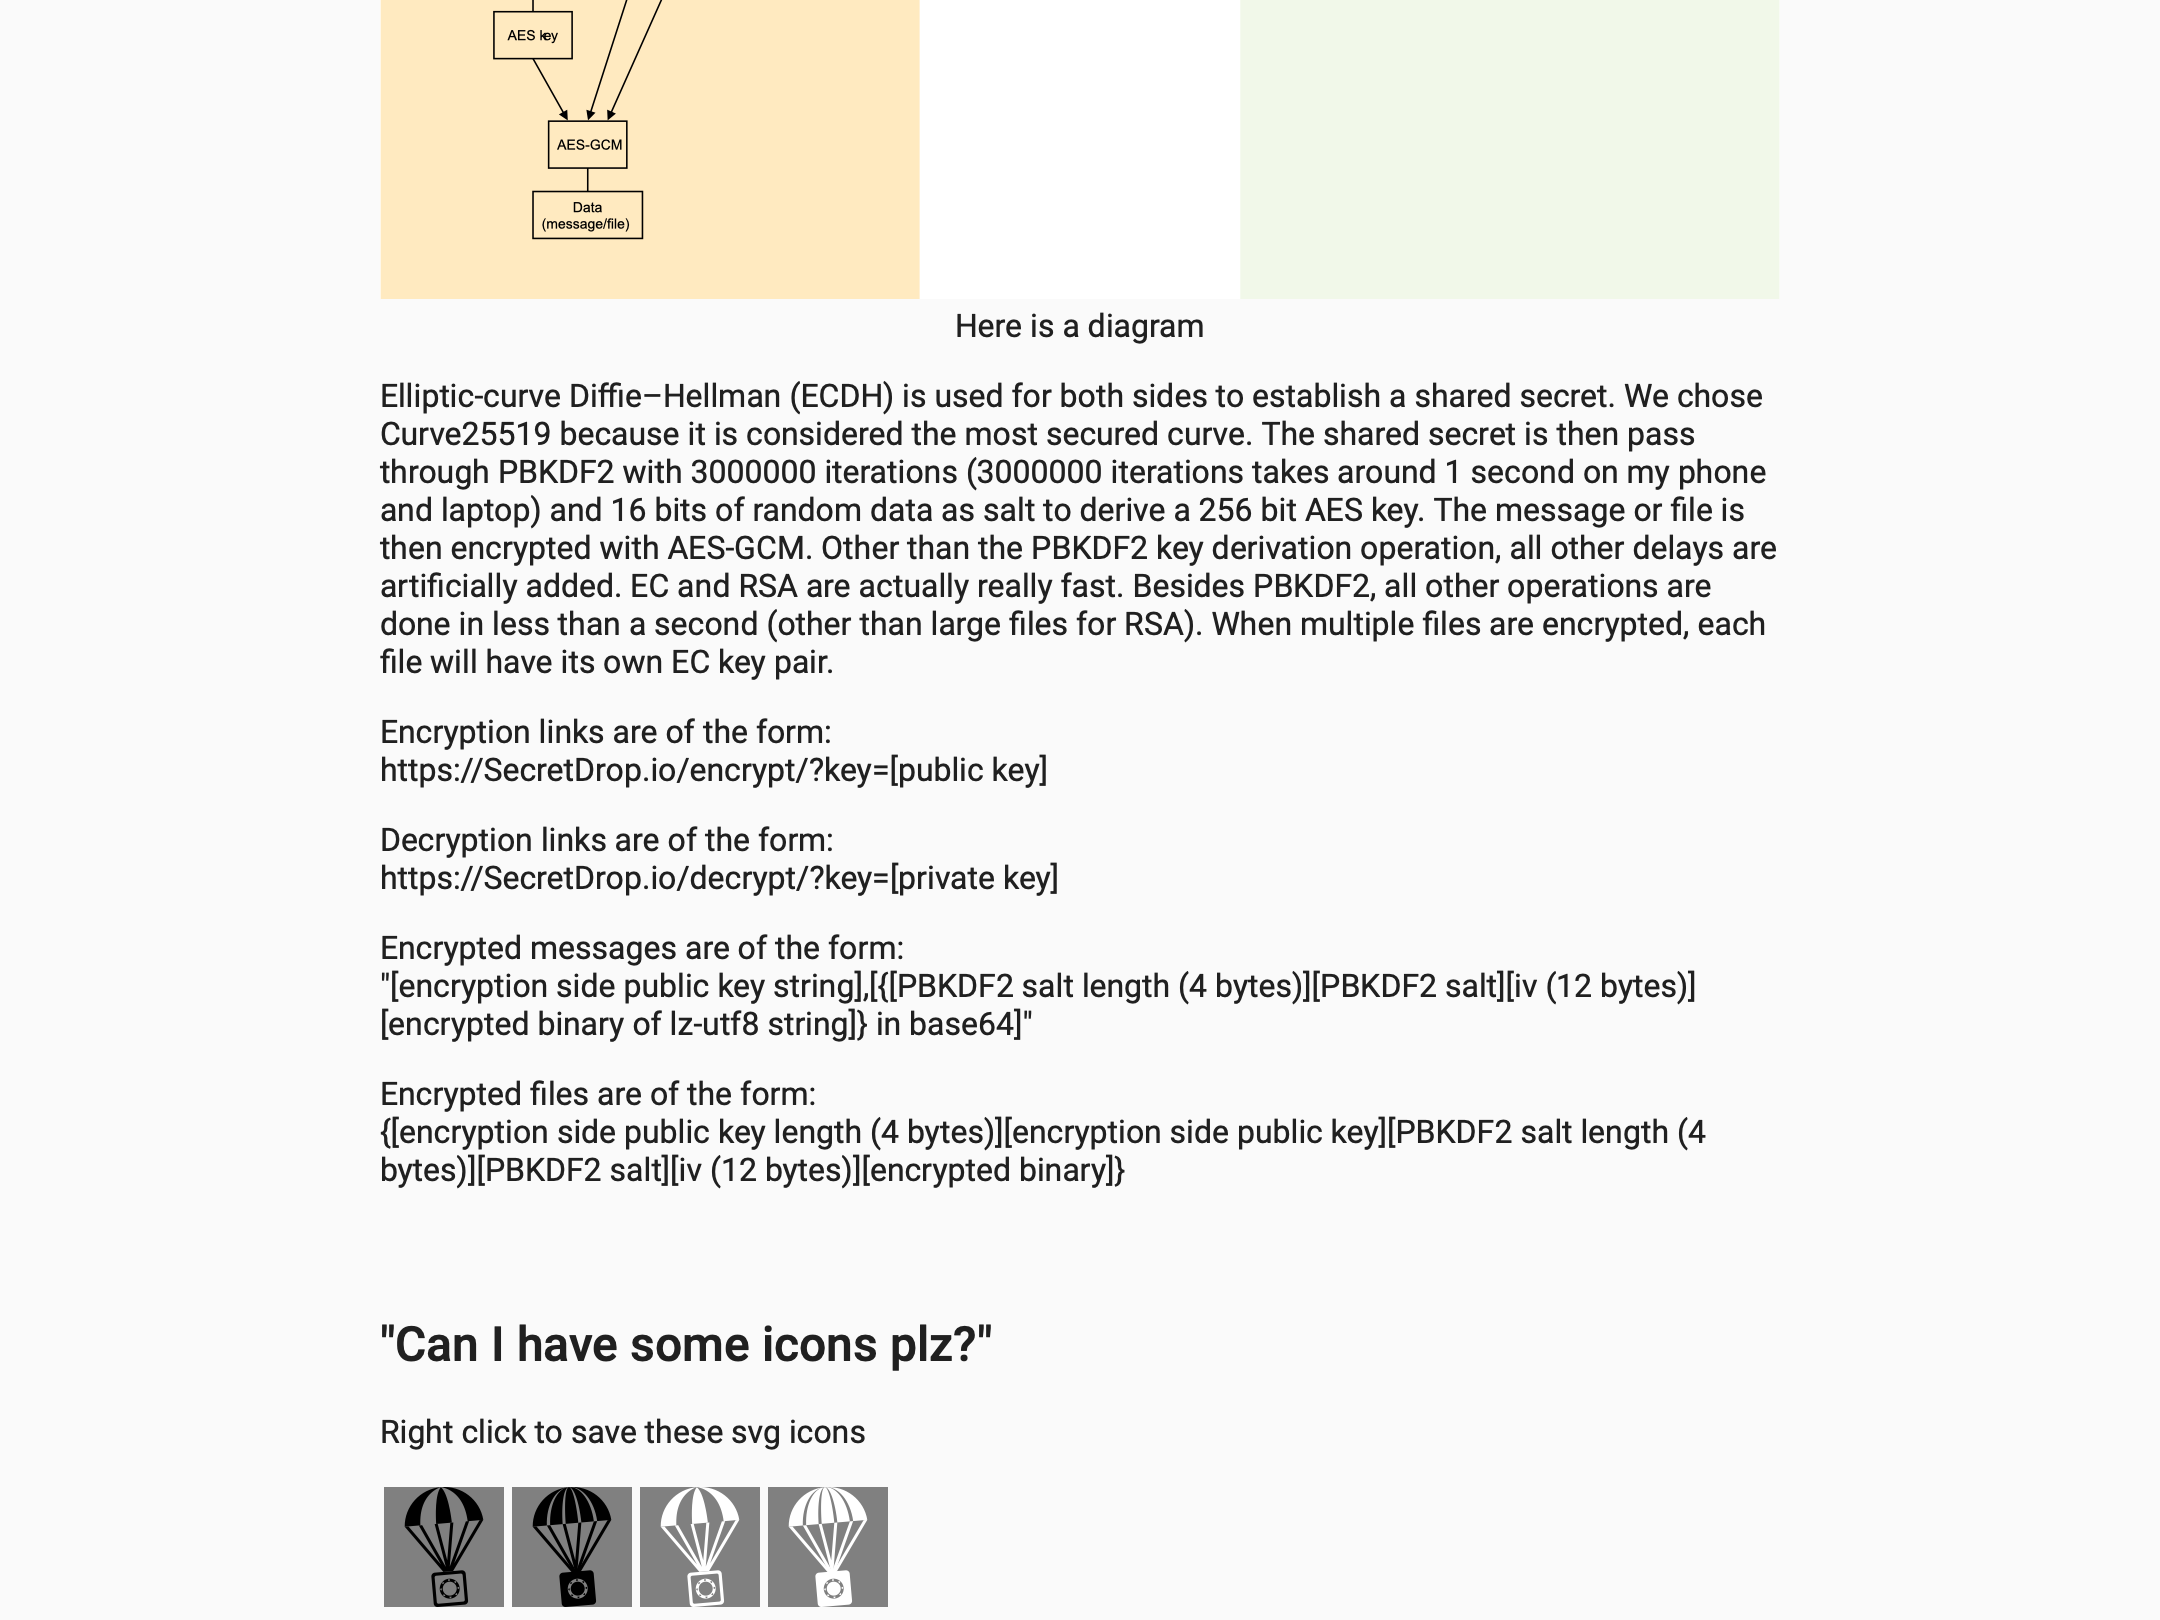 AES key
AES-GCM
Data
(message/file)
Here is a diagram
Elliptic-curve Diffie–Hellman (ECDH) is used for both sides to establish a shared secret. We chose
Curve25519 because it is considered the most secured curve. The shared secret is then pass
through PBKDF2 with 3000000 iterations (3000000 iterations takes around 1 second on my phone
and laptop) and 16 bits of random data as salt to derive a 256 bit AES key. The message or file is
then encrypted with AES-GCM. Other than the PBKDF2 key derivation operation, all other delays are
artificially added. EC and RSA are actually really fast. Besides PBKDF2, all other operations are
done in less than a second (other than large files for RSA). When multiple files are encrypted, each
file will have its own EC key pair.
Encryption links are of the form:
https://SecretDrop.io/encrypt/?key=[public key]
Decryption links are of the form:
https://SecretDrop.io/decrypt/?key=[private key]
Encrypted messages are of the form:
"[encryption side public key string],[{[PBKDF2 salt length (4 bytes)][PBKDF2 salt][iv (12 bytes)]
[encrypted binary of lz-utf8 string]} in base64]"
Encrypted files are of the form:
{[encryption side public key length (4 bytes)][encryption side public key][PBKDF2 salt length (4
bytes)][PBKDF2 salt][iv (12 bytes)][encrypted binary]}
"Can I have some icons plz?"
Right click to save these svg icons